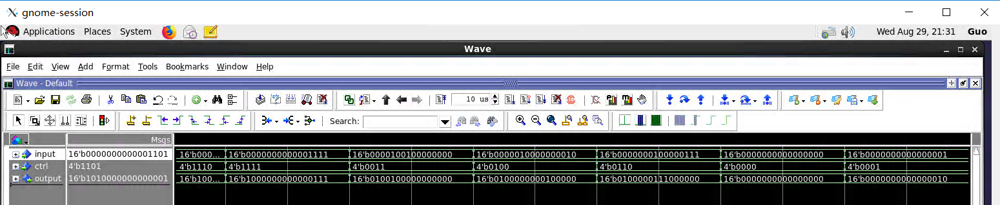 gnome-session
Applications Places System Wed Aug 29, 21:31 Guo
Wave
File Edit View Add Format Tools Bookmarks Window Help
Wave - Default
10 us
Search:
Msgs
input 16'b0000000000001101 16'b000... 16'b0000000000001111 16'b0000100100000000 16'b0000010000000010 16'b0000000100000111 16'b0000000000000000 16'b0000000000000001
ctrl 4'b1101 4'b1110 4'b1111 4'b0011 4'b0100 4'b0110 4'b0000 4'b0001
output 16'b1010000000000001 16'b100... 16'b1000000000000111 16'b0100100000000000 16'b0100000000100000 16'b0100000111000000 16'b0000000000000000 16'b0000000000000010